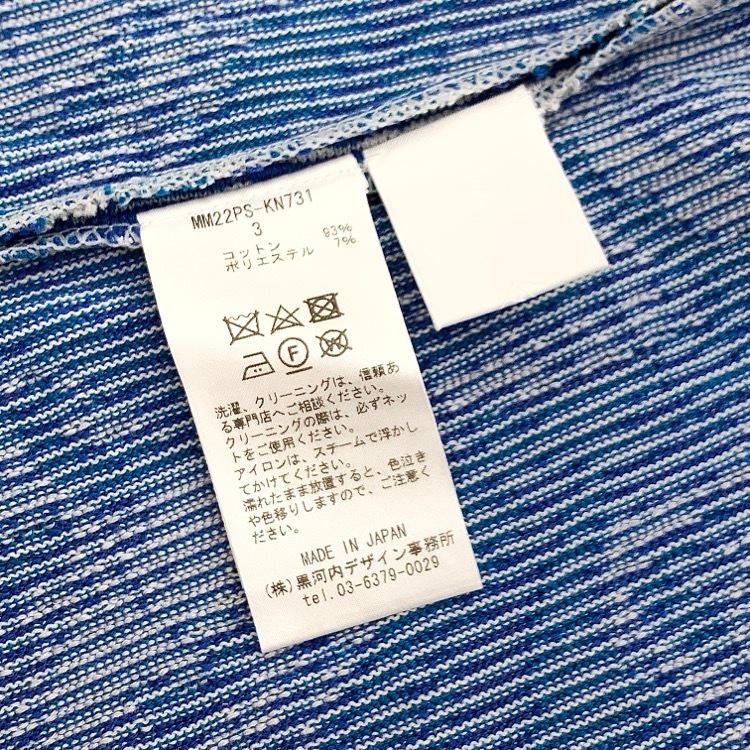 MM22PS-KN731
3
コットン 93%
ポリエステル 7%
F
W
洗濯、クリーニングは、信頼あ
る専門店へご相談ください。
クリーニングの際は、必ずネッ
トをご使用ください。
アイロンは、スチームで浮かし
てかけてください。
濡れたまま放置すると、色泣き
や色移りしますので、ご注意く
ださい。
MADE IN JAPAN
(株)黒河内デザイン事務所
tel.03-6379-0029